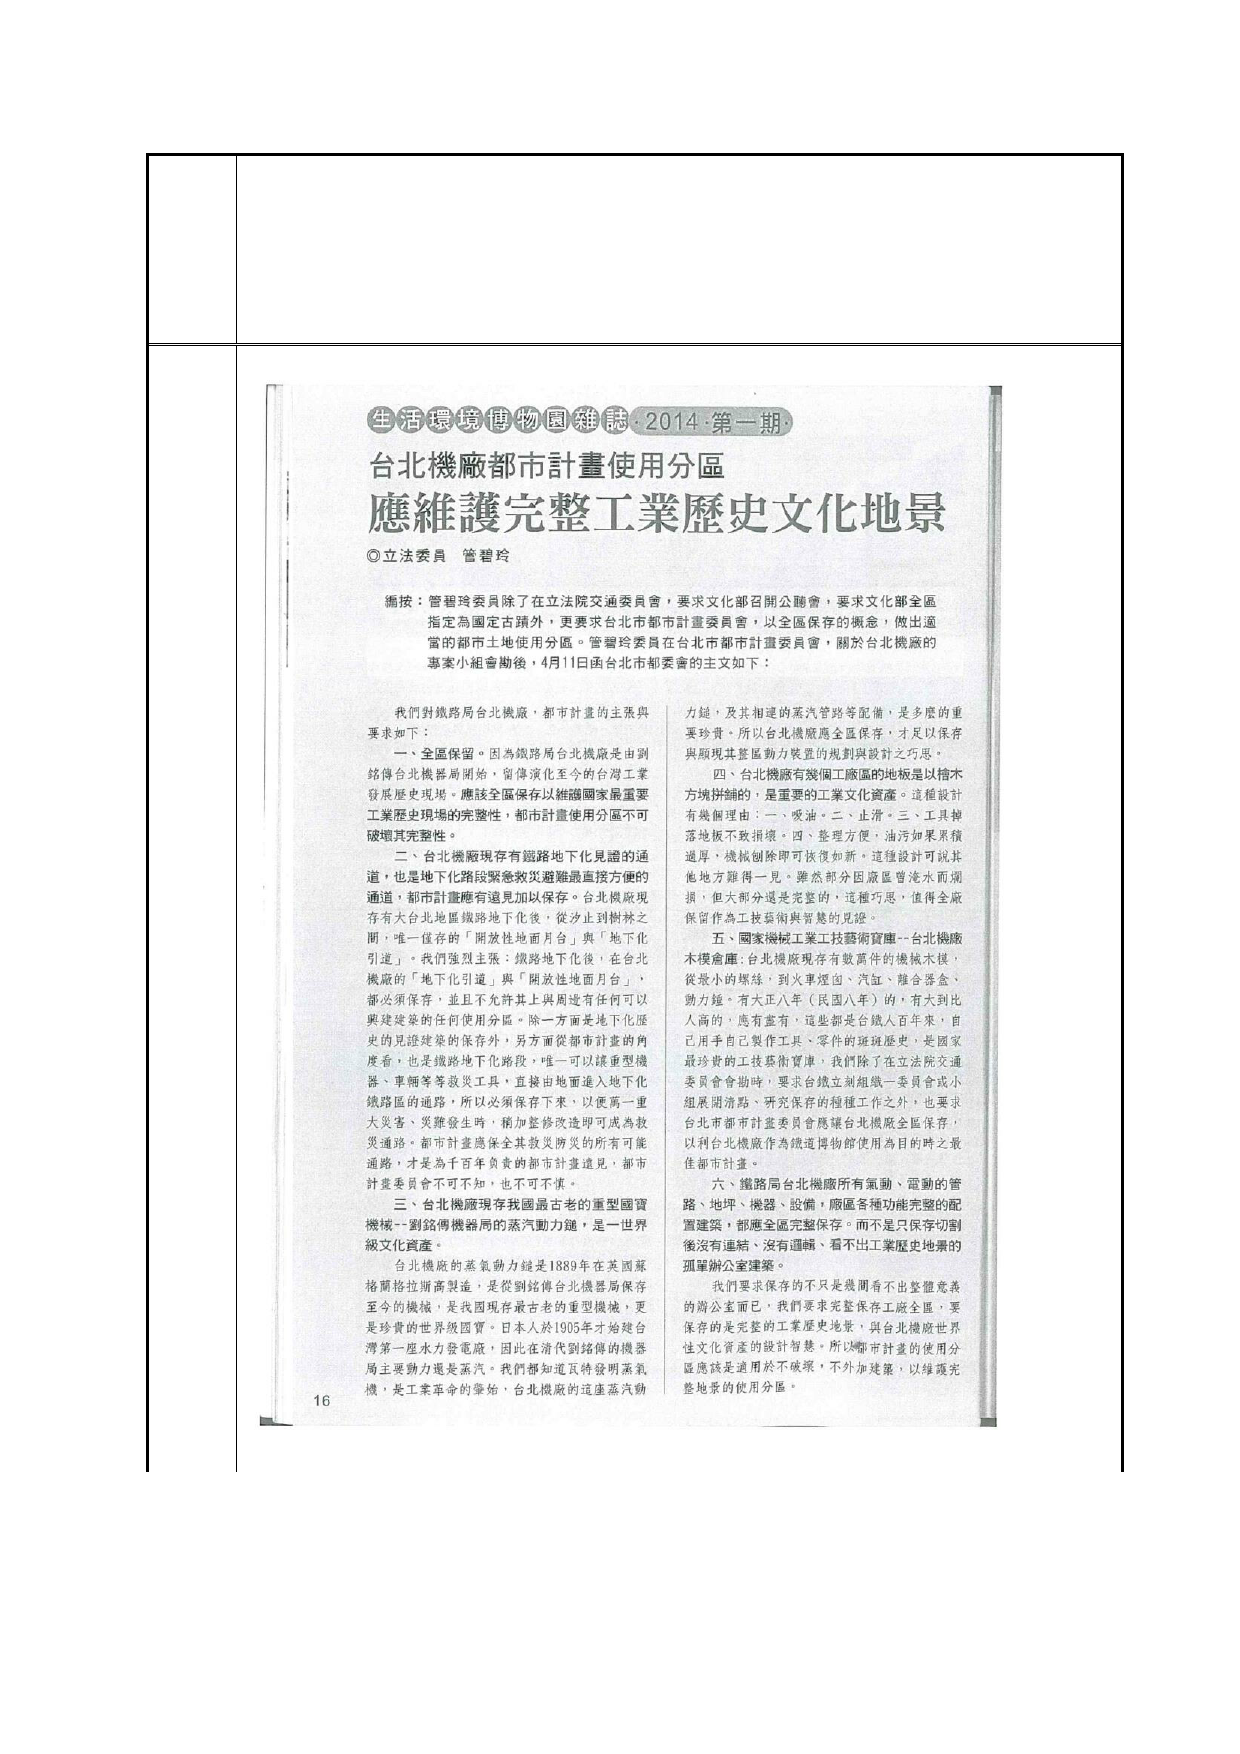 生活環境博物園雜誌·2014·第一期·
台北機廠都市計畫使用分區
應維護完整工業歷史文化地景
◎立法委員　管碧玲
編按：管碧玲委員除了在立法院交通委員會，要求文化部召開公聽會，要求文化部全區
指定為國定古蹟外，更要求台北市都市計畫委員會，以全區保存的概念，做出適
當的都市土地使用分區。管碧玲委員在台北市都市計畫委員會，關於台北機廠的
專案小組會勘後，4月11日函台北市都委會的主文如下：
我們對鐵路局台北機廠，都市計畫的主張與
要求如下：
一、全區保留。因為鐵路局台北機廠是由劉
銘傳台北機器局開始，留傳演化至今的台灣工業
發展歷史現場。應該全區保存以維護國家最重要
工業歷史現場的完整性，都市計畫使用分區不可
破壞其完整性。
二、台北機廠現存有鐵路地下化見證的通
道，也是地下化路段緊急救災避難最直接方便的
通道，都市計畫應有遠見加以保存。台北機廠現
存有大台北地區鐵路地下化後，從汐止到樹林之
間，唯一僅存的「開放性地面月台」與「地下化
引道」。我們強烈主張：鐵路地下化後，在台北
機廠的「地下化引道」與「開放性地面月台」，
都必須保存，並且不允許其上與周邊有任何可以
興建建築的任何使用分區。除一方面是地下化歷
史的見證建築的保存外，另方面從都市計畫的角
度看，也是鐵路地下化路段，唯一可以讓重型機
器、車輛等等救災工具，直接由地面進入地下化
鐵路區的通路，所以必須保存下來，以便萬一重
大災害、災難發生時，稍加整修改造即可成為救
災通路。都市計畫應保全其救災防災的所有可能
通路，才是為千百年負責的都市計畫遠見，都市
計畫委員會不可不知，也不可不慎。
三、台北機廠現存我國最古老的重型國寶
機械--劉銘傳機器局的蒸汽動力鎚，是一世界
級文化資產。
台北機廠的蒸氣動力鎚是1889年在英國蘇
格蘭格拉斯高製造，是從劉銘傳台北機器局保存
至今的機械，是我國現存最古老的重型機械，更
是珍貴的世界級國寶。日本人於1905年才始建台
灣第一座水力發電廠，因此在清代劉銘傳的機器
局主要動力還是蒸汽。我們都知道瓦特發明蒸氣
機，是工業革命的肇始，台北機廠的這座蒸汽動
力鎚，及其相連的蒸汽管路等配備，是多麼的重
要珍貴。所以台北機廠應全區保存，才足以保存
與顯現其整區動力裝置的規劃與設計之巧思。
四、台北機廠有幾個工廠區的地板是以檜木
方塊拼鋪的，是重要的工業文化資產。這種設計
有幾個理由：一、吸油。二、止滑。三、工具掉
落地板不致損壞。四、整理方便，油污如果累積
過厚，機械刨除即可恢復如新。這種設計可說其
他地方難得一見。雖然部分因廠區曾淹水而爛
損，但大部分還是完整的，這種巧思，值得全廠
保留作為工技藝術與智慧的見證。
五、國家機械工業工技藝術寶庫--台北機廠
木模倉庫：台北機廠現存有數萬件的機械木模，
從最小的螺絲，到火車煙囪、汽缸、離合器盒、
動力鎚。有大正八年（民國八年）的，有大到比
人高的，應有盡有，這些都是台鐵人百年來，自
己用手自己製作工具、零件的斑斑歷史，是國家
最珍貴的工技藝術寶庫，我們除了在立法院交通
委員會會勘時，要求台鐵立刻組織一委員會或小
組展開清點、研究保存的種種工作之外，也要求
台北市都市計畫委員會應讓台北機廠全區保存，
以利台北機廠作為鐵道博物館使用為目的時之最
佳都市計畫。
六、鐵路局台北機廠所有氣動、電動的管
路、地坪、機器、設備，廠區各種功能完整的配
置建築，都應全區完整保存。而不是只保存切割
後沒有連結、沒有邏輯、看不出工業歷史地景的
孤單辦公室建築。
我們要求保存的不只是幾間看不出整體意義
的辦公室而已，我們要求完整保存工廠全區，要
保存的是完整的工業歷史地景，與台北機廠世界
性文化資產的設計智慧。所以都市計畫的使用分
區應該是適用於不破壞，不外加建築，以維護完
整地景的使用分區。
16